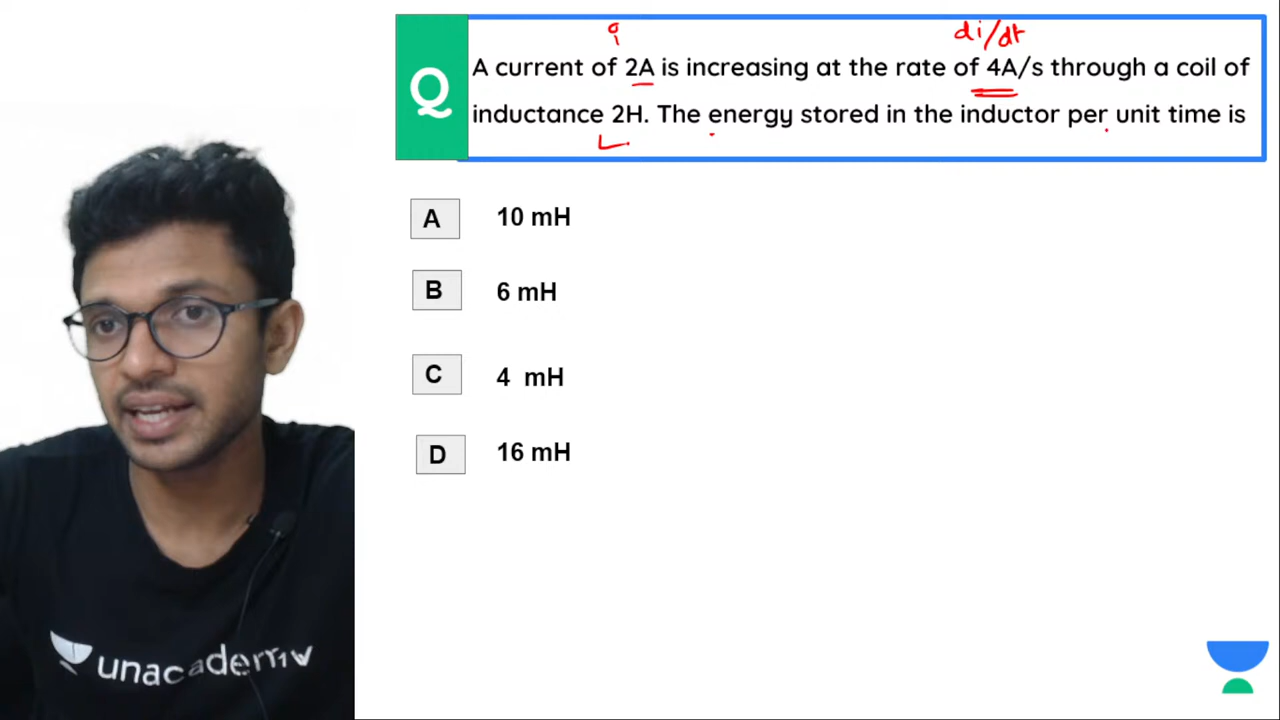 i
di/dt
Q
A current of 2A is increasing at the rate of 4A/s through a coil of
inductance 2H. The energy stored in the inductor per unit time is
L
A 10 mH
B 6 mH
C 4 mH
D 16 mH
unacademy